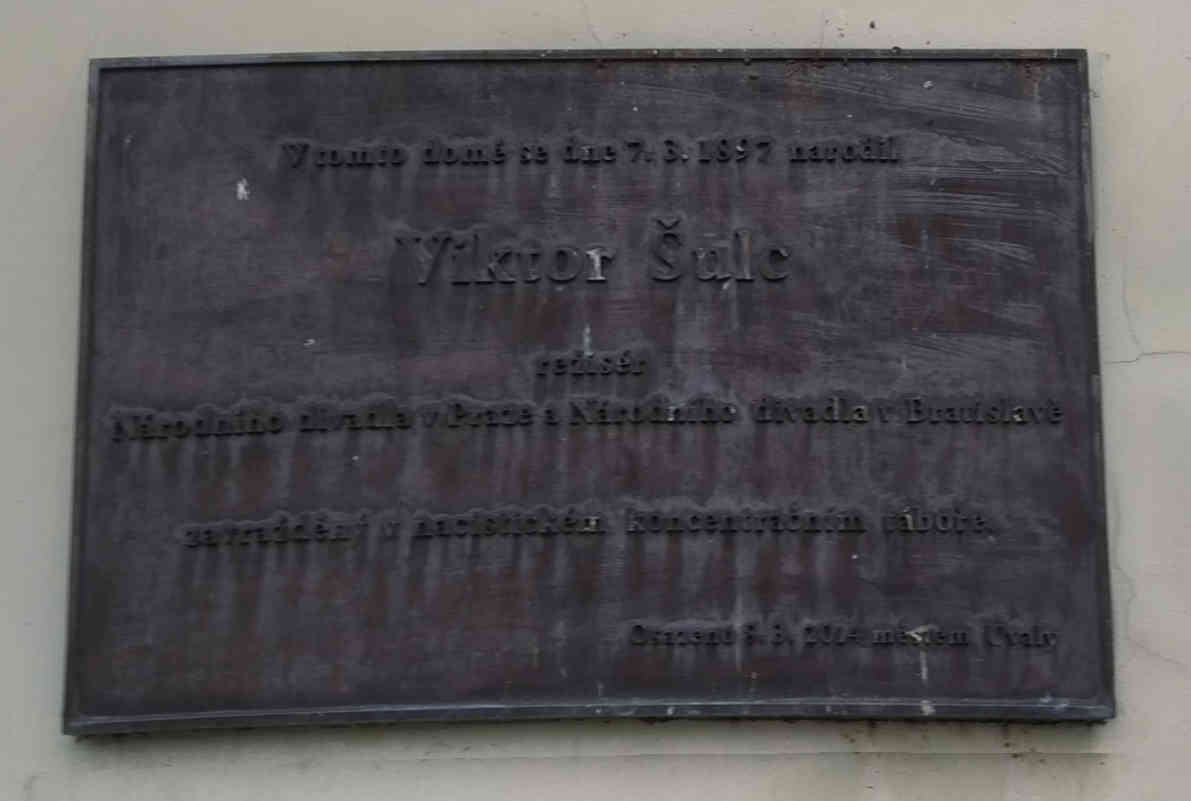 V tomto domě se dne 7. 3. 1897 narodil
Viktor Šulc
režisér
Národního divadla v Praze a Národního divadla v Bratislavě
zavražděný v nacistickém koncentračním táboře.
Osazeno 9. 3. 2014 městem Úvaly